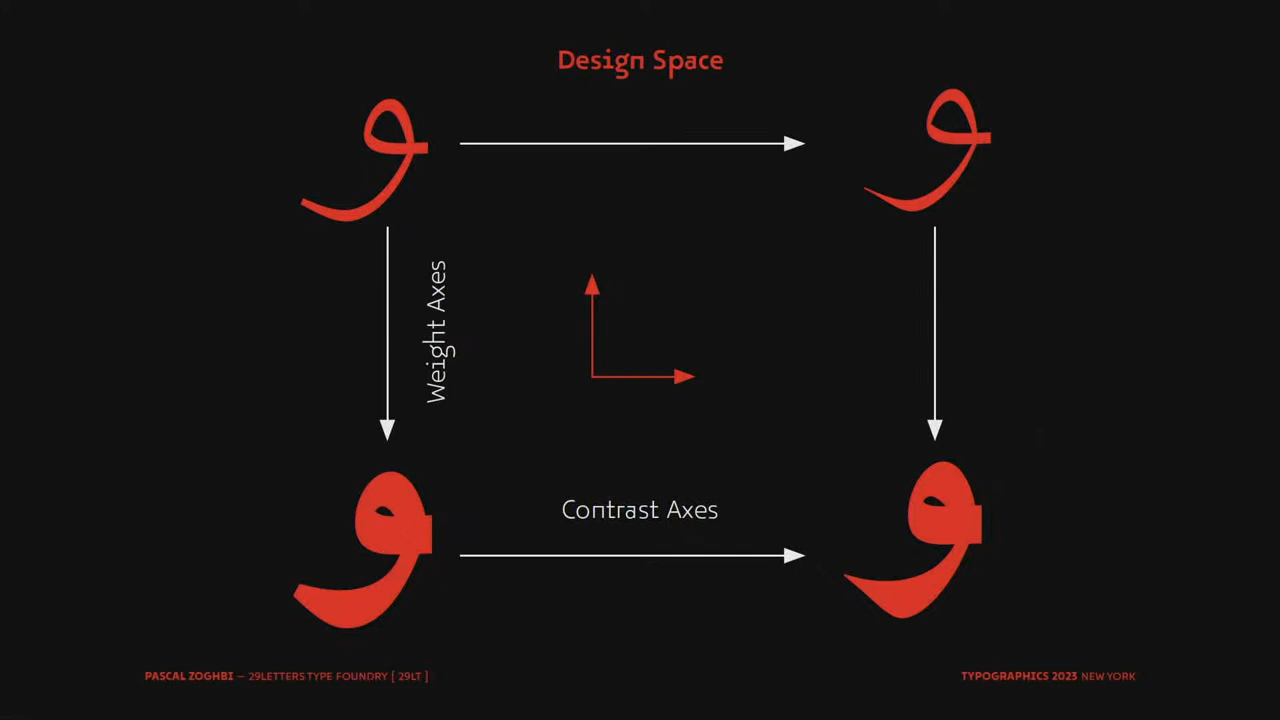 Design Space
و
و
Weight Axes
Contrast Axes
و
و
PASCAL ZOGHBI — 29LETTERS TYPE FOUNDRY [ 29LT ]
TYPOGRAPHICS 2023 NEW YORK